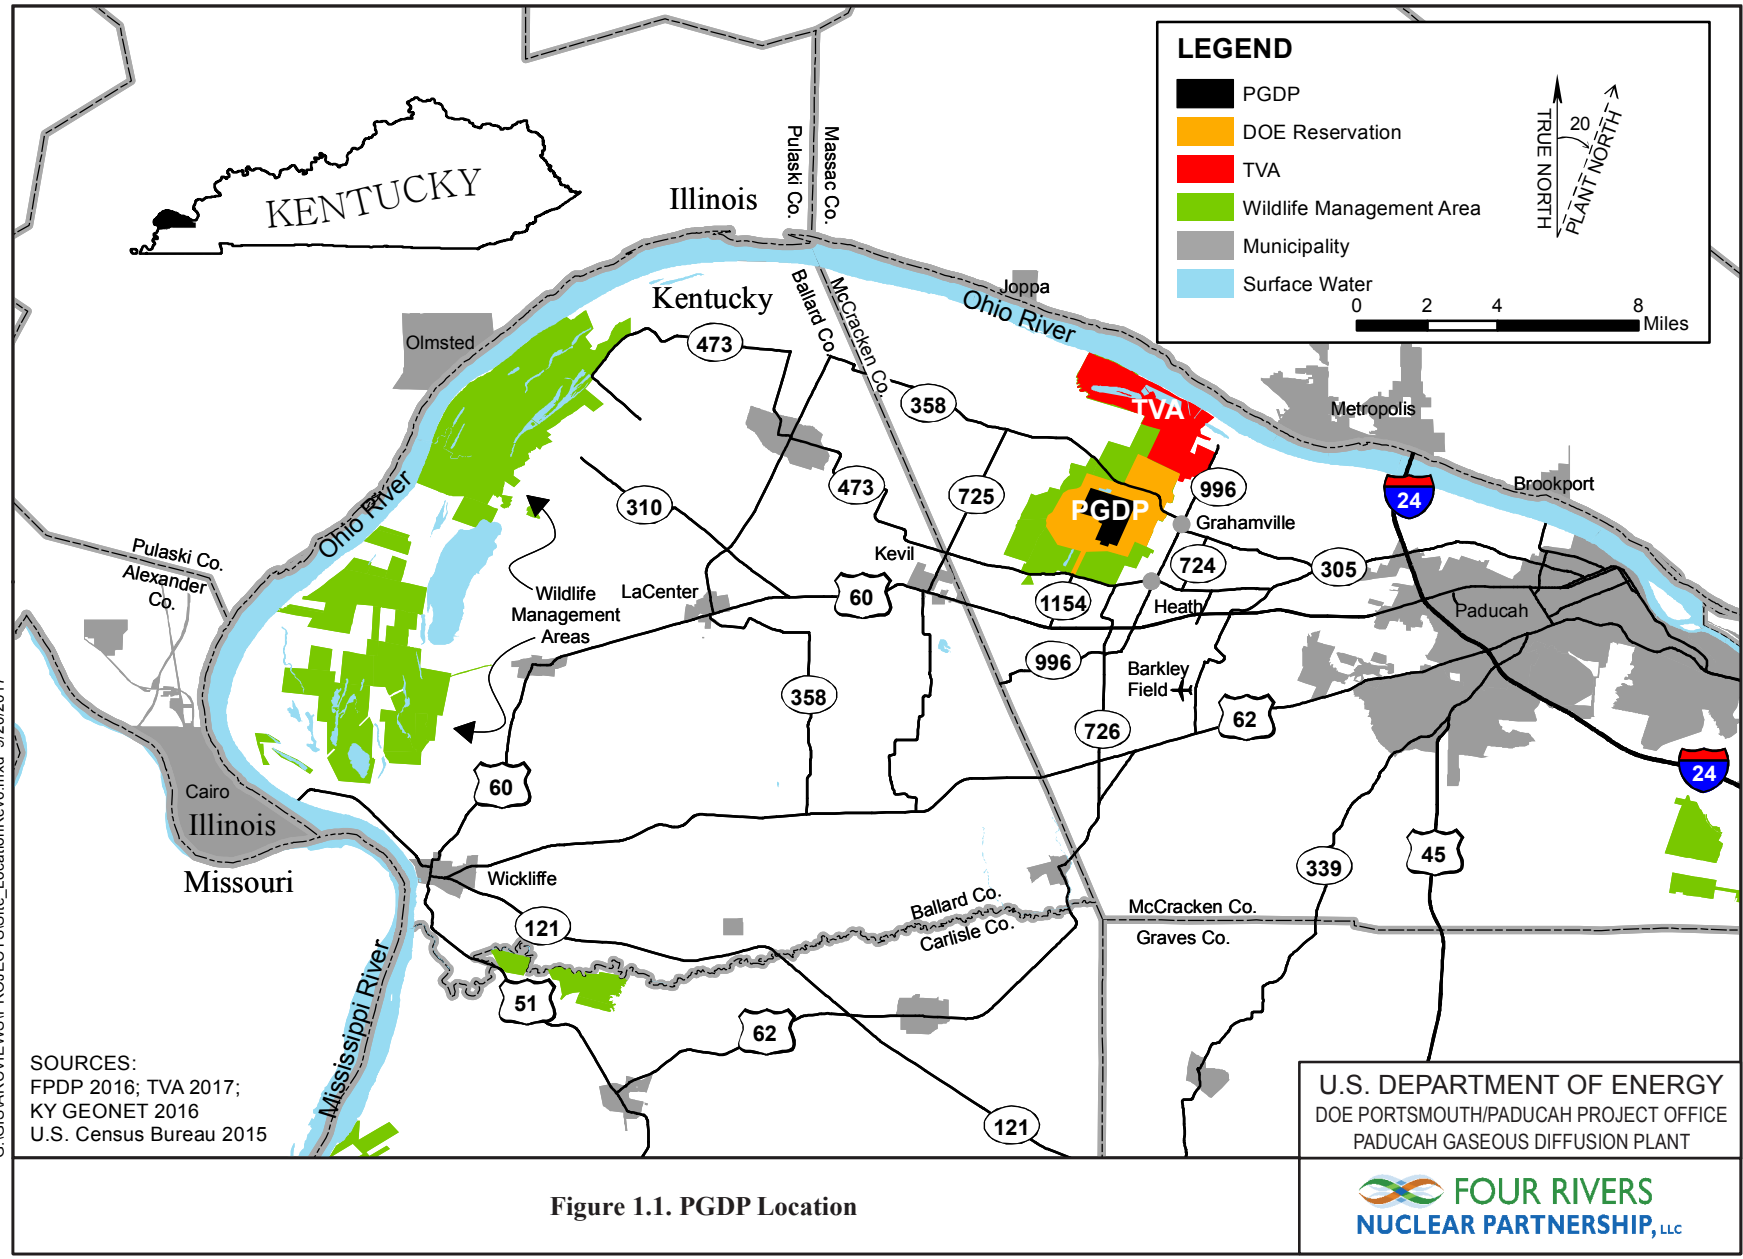 LEGEND
PGDP
DOE Reservation
TVA
Wildlife Management Area
Municipality
Surface Water
TRUE NORTH
20
PLANT NORTH
0 2 4 8
Miles
KENTUCKY
Pulaski Co.
Massac Co.
Illinois
Kentucky
Ballard Co.
McCracken Co.
Joppa
Ohio River
Olmsted
473
358
TVA
Metropolis
Brookport
24
473
725
996
310
PGDP
Grahamville
Ohio River
Kevil
724
305
Pulaski Co.
Alexander
Co.
Wildlife
Management
Areas
LaCenter
60
1154
Heath
Paducah
996
Barkley
Field
358
726
62
24
60
Cairo
Illinois
Missouri
Wickliffe
339
45
121
Ballard Co.
Carlisle Co.
McCracken Co.
Graves Co.
51
62
Mississippi River
121
SOURCES:
FPDP 2016; TVA 2017;
KY GEONET 2016
U.S. Census Bureau 2015
U.S. DEPARTMENT OF ENERGY
DOE PORTSMOUTH/PADUCAH PROJECT OFFICE
PADUCAH GASEOUS DIFFUSION PLANT
Figure 1.1. PGDP Location
FOUR RIVERS
NUCLEAR PARTNERSHIP, LLC